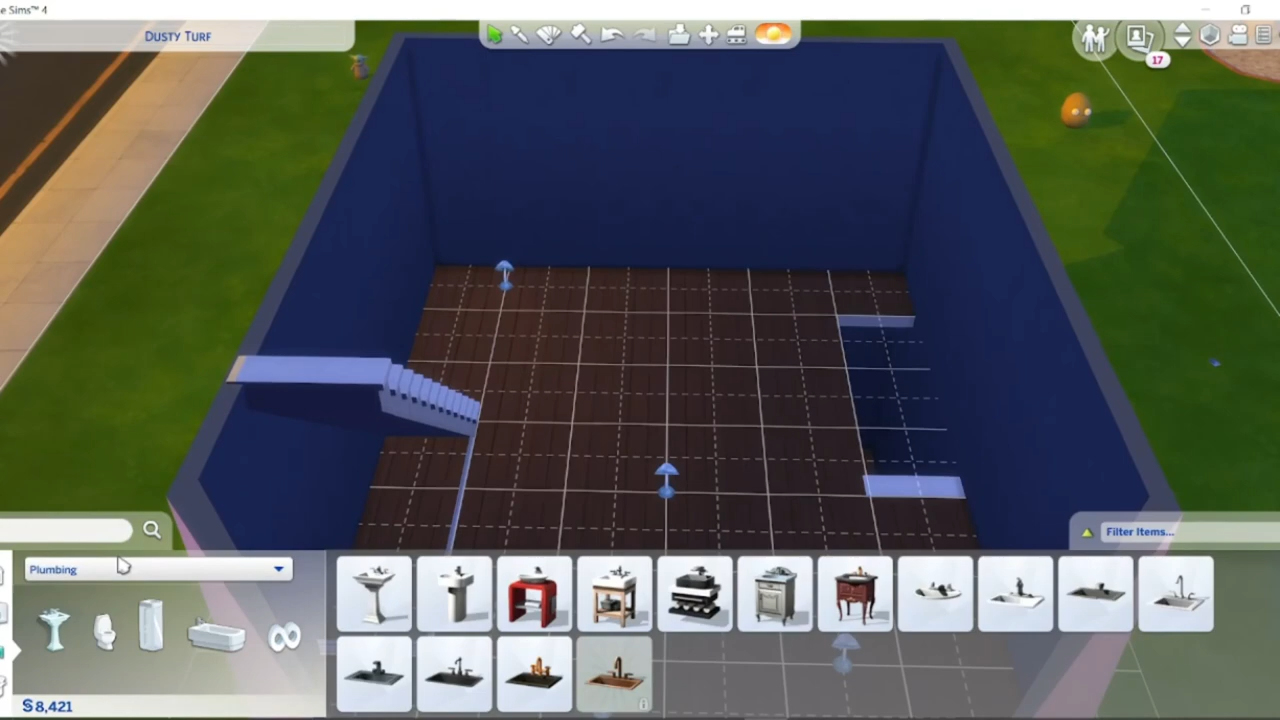 e Sims™ 4
DUSTY TURF
17
Filter Items...
Plumbing
§8,421